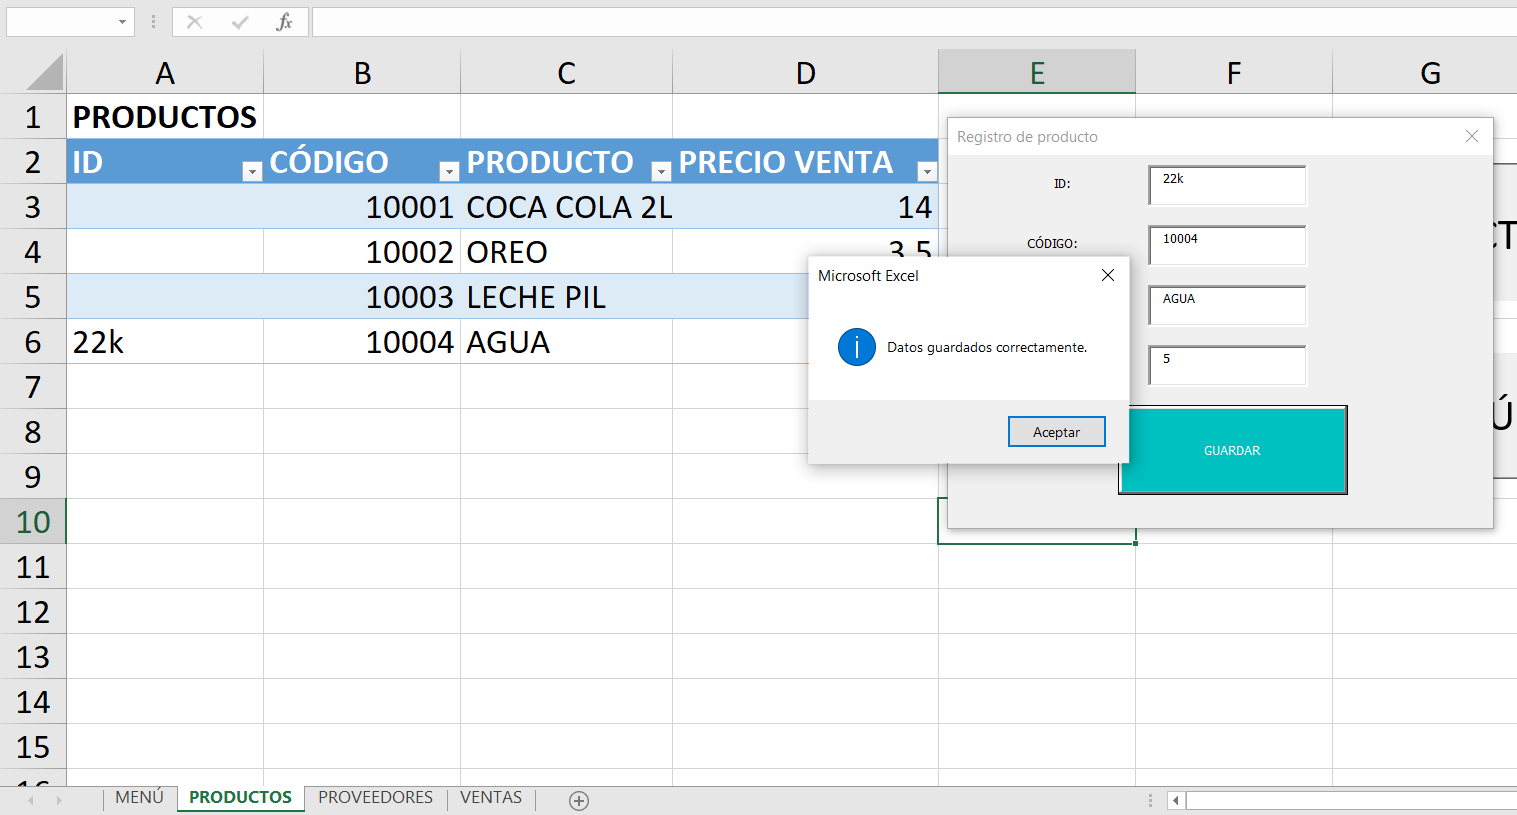 fx
A B C D E F G
1 PRODUCTOS
2 ID CÓDIGO PRODUCTO PRECIO VENTA
3 10001 COCA COLA 2L 14
4 10002 OREO 3.5
5 10003 LECHE PIL
6 22k 10004 AGUA
7
8
9
10
11
12
13
14
15
16
Registro de producto
ID: 22k
CÓDIGO: 10004
AGUA
5
GUARDAR
Microsoft Excel
Datos guardados correctamente.
Aceptar
MENÚ PRODUCTOS PROVEEDORES VENTAS